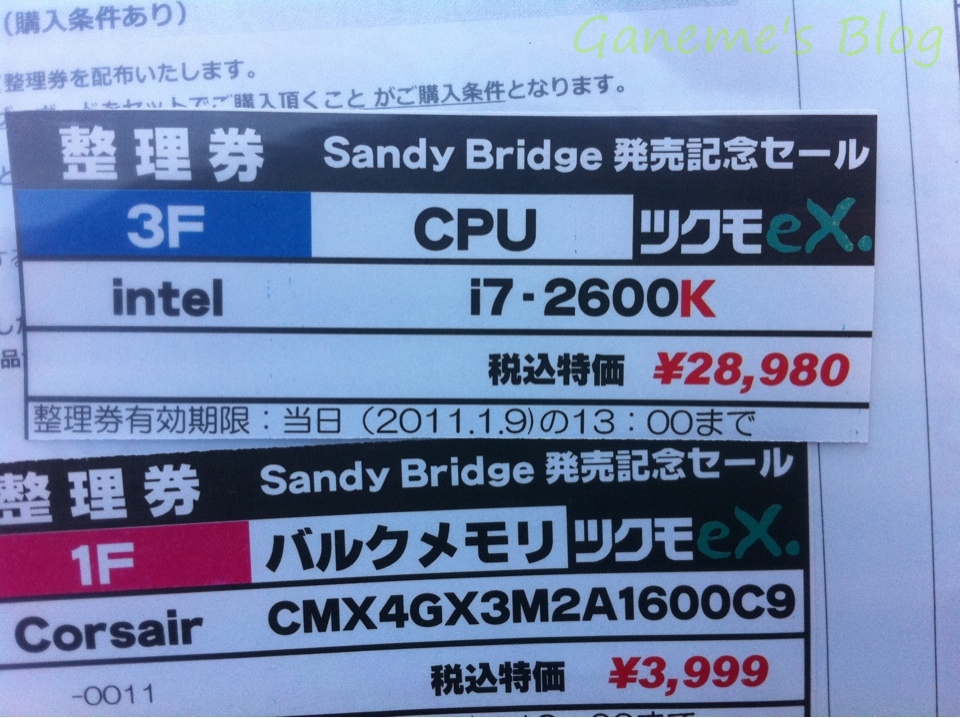 （購入条件あり）
Ganeme's Blog
整理券を配布いたします。
をセットでご購入頂くこと がご購入条件となります。
整理券 Sandy Bridge 発売記念セール
3F CPU ツクモeX.
intel i7-2600K
税込特価 ¥28,980
整理券有効期限：当日（2011.1.9)の13：00まで
整理券 Sandy Bridge 発売記念セール
1F バルクメモリ ツクモeX.
Corsair CMX4GX3M2A1600C9
税込特価 ¥3,999
-0011